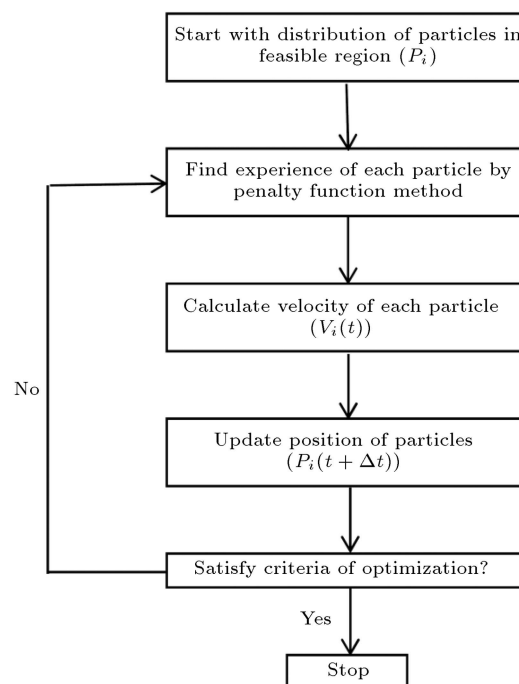 Start with distribution of particles in
feasible region (P_i)
Find experience of each particle by
penalty function method
Calculate velocity of each particle
(V_i(t))
No
Update position of particles
(P_i(t + Δt))
Satisfy criteria of optimization?
Yes
Stop